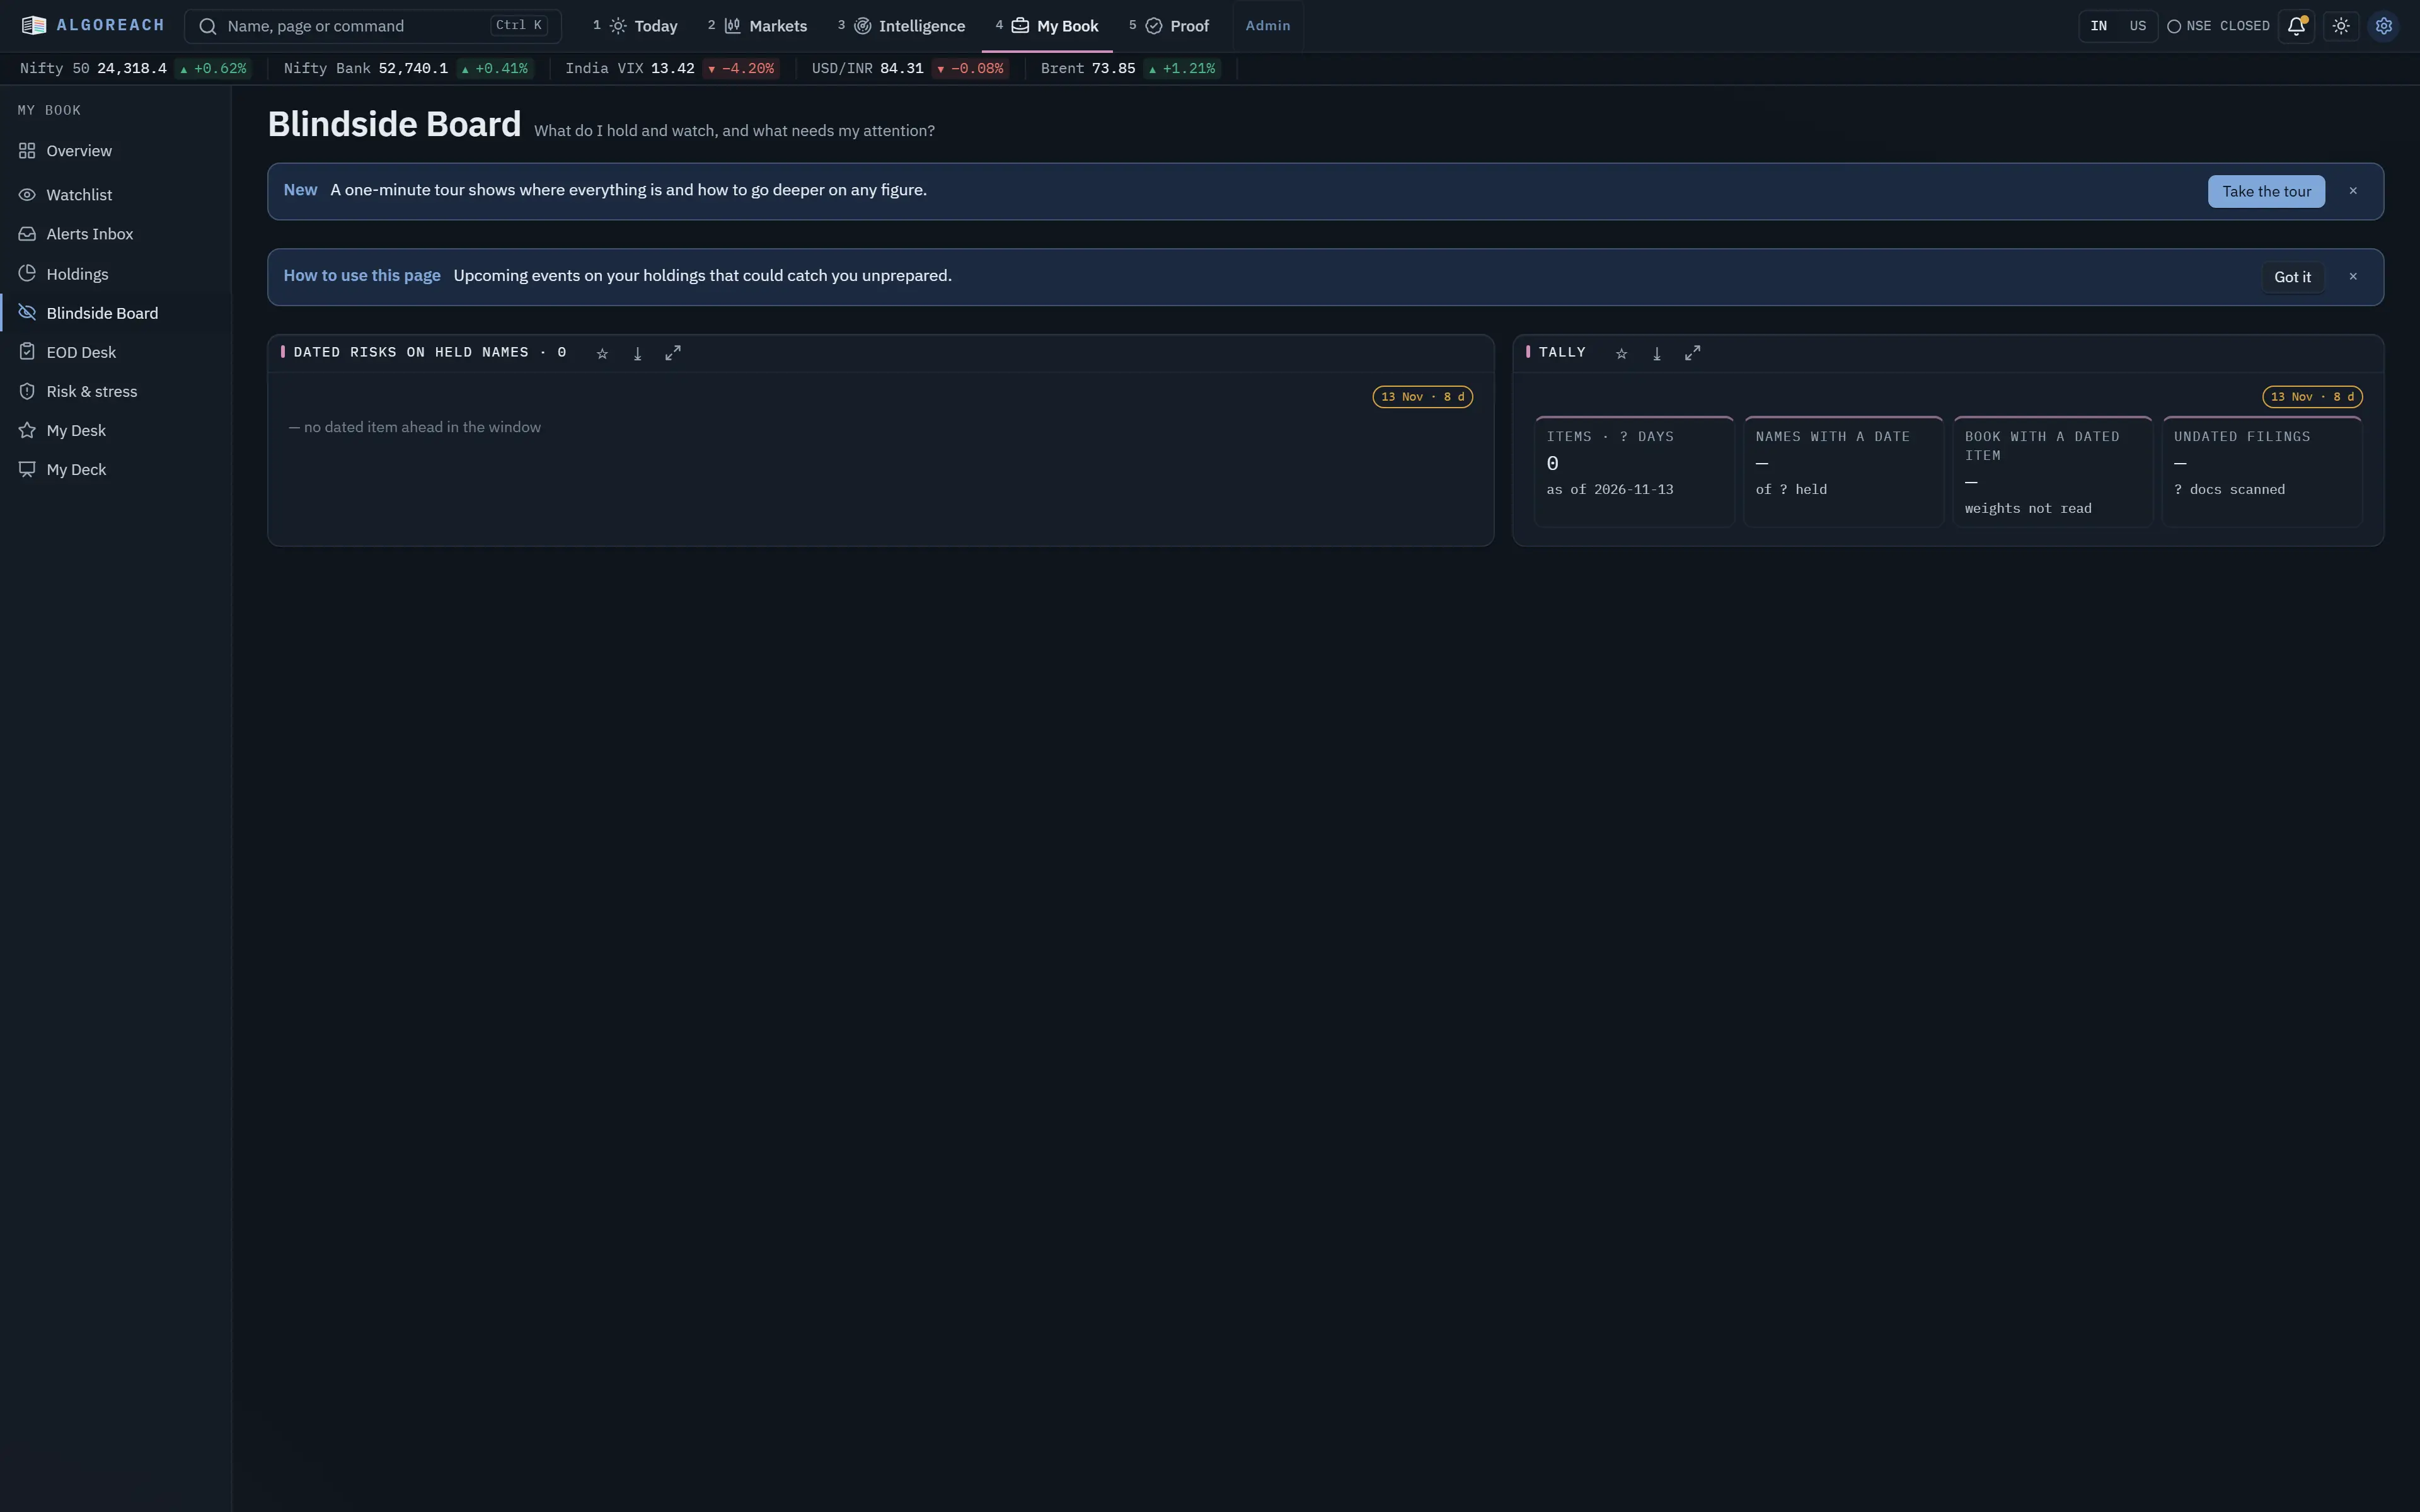 ALGOREACH
Name, page or command Ctrl K
1 Today
2 Markets
3 Intelligence
4 My Book
5 Proof
Admin
IN US
NSE CLOSED
Nifty 50 24,318.4 ▲ +0.62%
Nifty Bank 52,740.1 ▲ +0.41%
India VIX 13.42 ▼ −4.20%
USD/INR 84.31 ▼ −0.08%
Brent 73.85 ▲ +1.21%
MY BOOK
Overview
Watchlist
Alerts Inbox
Holdings
Blindside Board
EOD Desk
Risk & stress
My Desk
My Deck
Blindside Board What do I hold and watch, and what needs my attention?
New A one-minute tour shows where everything is and how to go deeper on any figure.
Take the tour ×
How to use this page Upcoming events on your holdings that could catch you unprepared.
Got it ×
DATED RISKS ON HELD NAMES · 0
13 Nov · 8 d
— no dated item ahead in the window
TALLY
13 Nov · 8 d
ITEMS · ? DAYS
0
as of 2026-11-13
NAMES WITH A DATE
—
of ? held
BOOK WITH A DATED
ITEM
—
weights not read
UNDATED FILINGS
—
? docs scanned